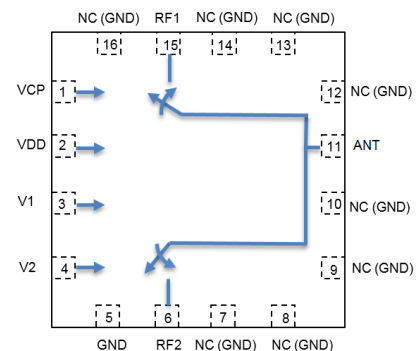 NC (GND) RF1 NC (GND) NC (GND)
16 15 14 13
VCP 1 12 NC (GND)
VDD 2 11 ANT
V1 3 10 NC (GND)
V2 4 9 NC (GND)
5 6 7 8
GND RF2 NC (GND) NC (GND)